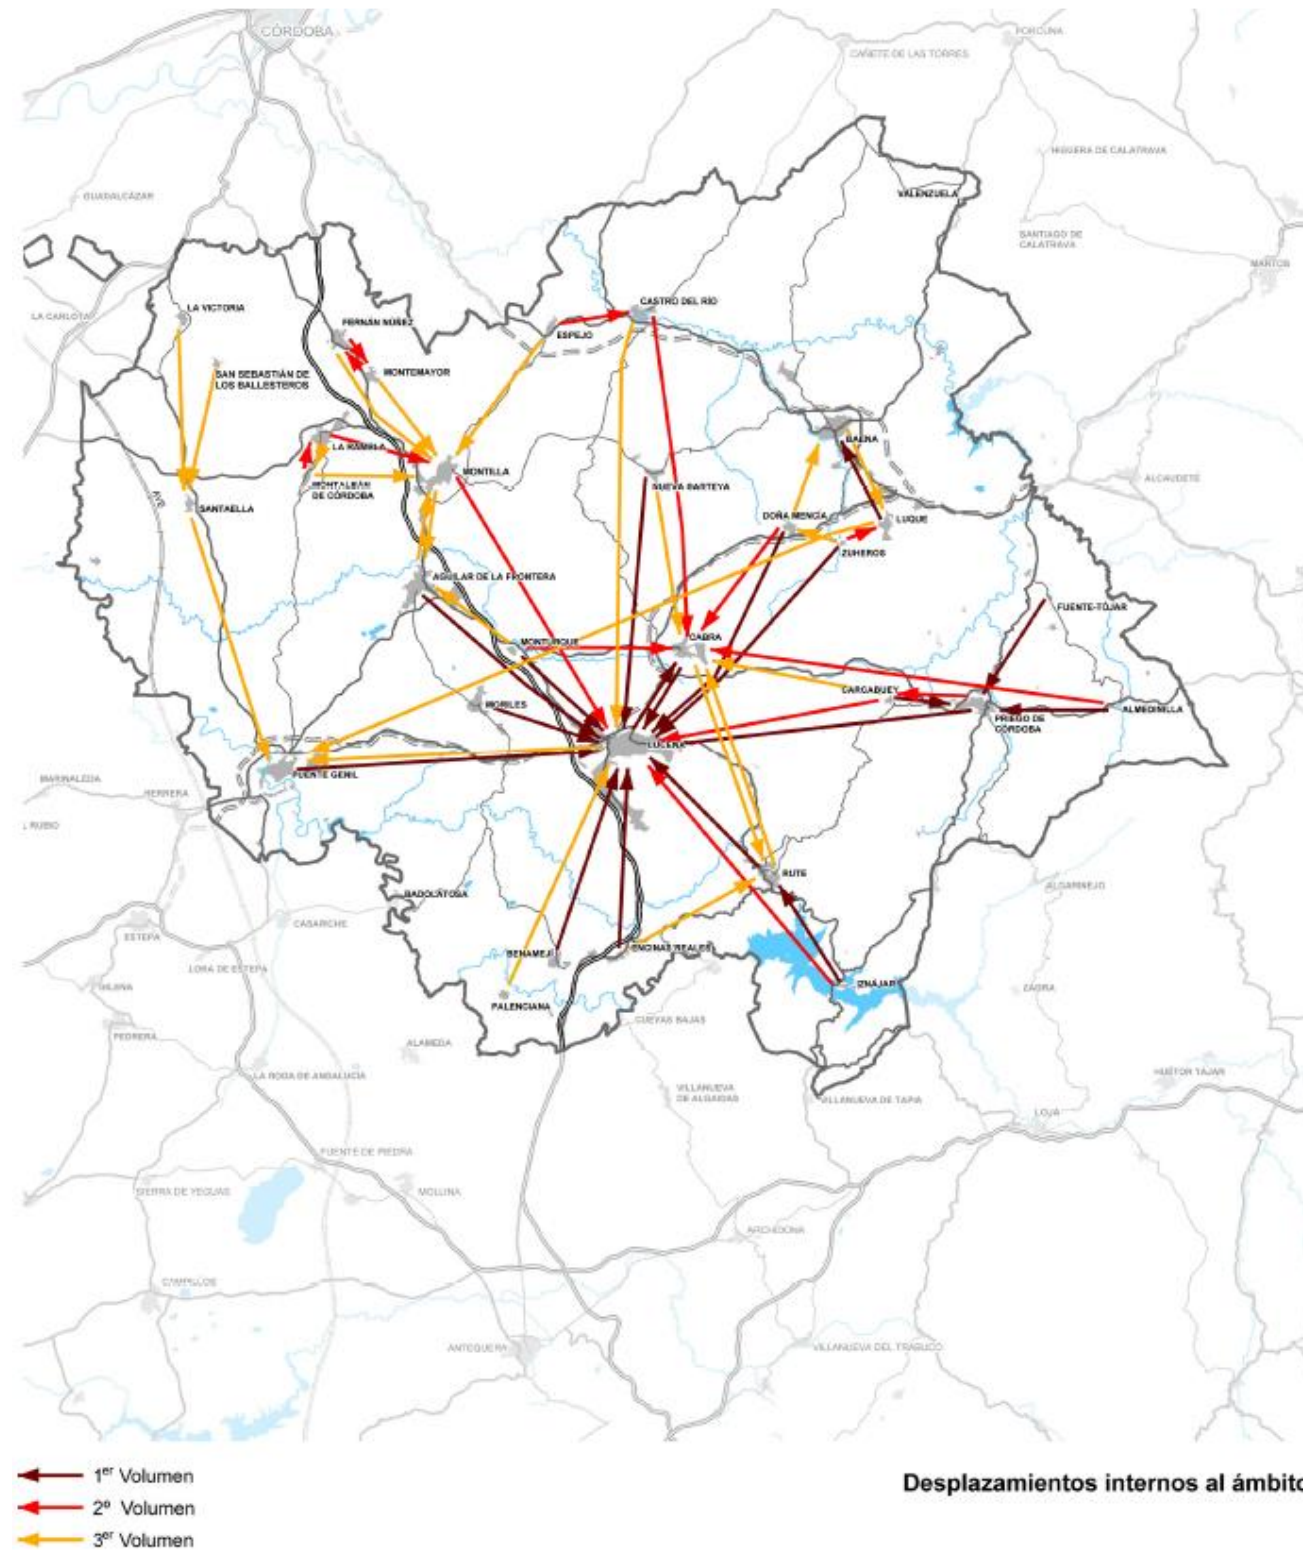 CÓRDOBA
PORCUNA
CAÑETE DE LAS TORRES
HIGUERA DE CALATRAVA
GUADALCÁZAR
VALENZUELA
SANTIAGO DE
CALATRAVA
MARTOS
LA CARLOTA
LA VICTORIA
CASTRO DEL RÍO
FERNÁN NÚÑEZ
ESPEJO
SAN SEBASTIÁN DE
LOS BALLESTEROS
MONTEMAYOR
LA RAMBLA
BAENA
MONTILLA
ALCAUDETE
MONTALBÁN
DE CÓRDOBA
NUEVA CARTEYA
AVE
SANTAELLA
DOÑA MENCÍA
LUQUE
ZUHEROS
AGUILAR DE LA FRONTERA
FUENTE-TÓJAR
MONTURQUE
CABRA
CARCABUEY
MORILES
ALMEDINILLA
PRIEGO DE
CÓRDOBA
LUCENA
FUENTE GENIL
MARINALEDA
HERRERA
L RUBIO
RUTE
BADOLATOSA
ALGARINEJO
CASARICHE
ESTEPA
BENAMEJÍ
ENCINAS REALES
LORA DE ESTEPA
IZNÁJAR
GILENA
ZAGRA
PALENCIANA
CUEVAS BAJAS
PEDRERA
ALAMEDA
LA RODA DE ANDALUCÍA
HUÉTOR TÁJAR
VILLANUEVA
DE ALGAIDAS
VILLANUEVA DE TAPIA
LOJA
FUENTE DE PIEDRA
SIERRA DE YEGUAS
MOLLINA
ARCHIDONA
CAMPILLOS
ANTEQUERA
VILLANUEVA DEL TRABUCO
1er Volumen
Desplazamientos internos al ámbito
2º Volumen
3er Volumen